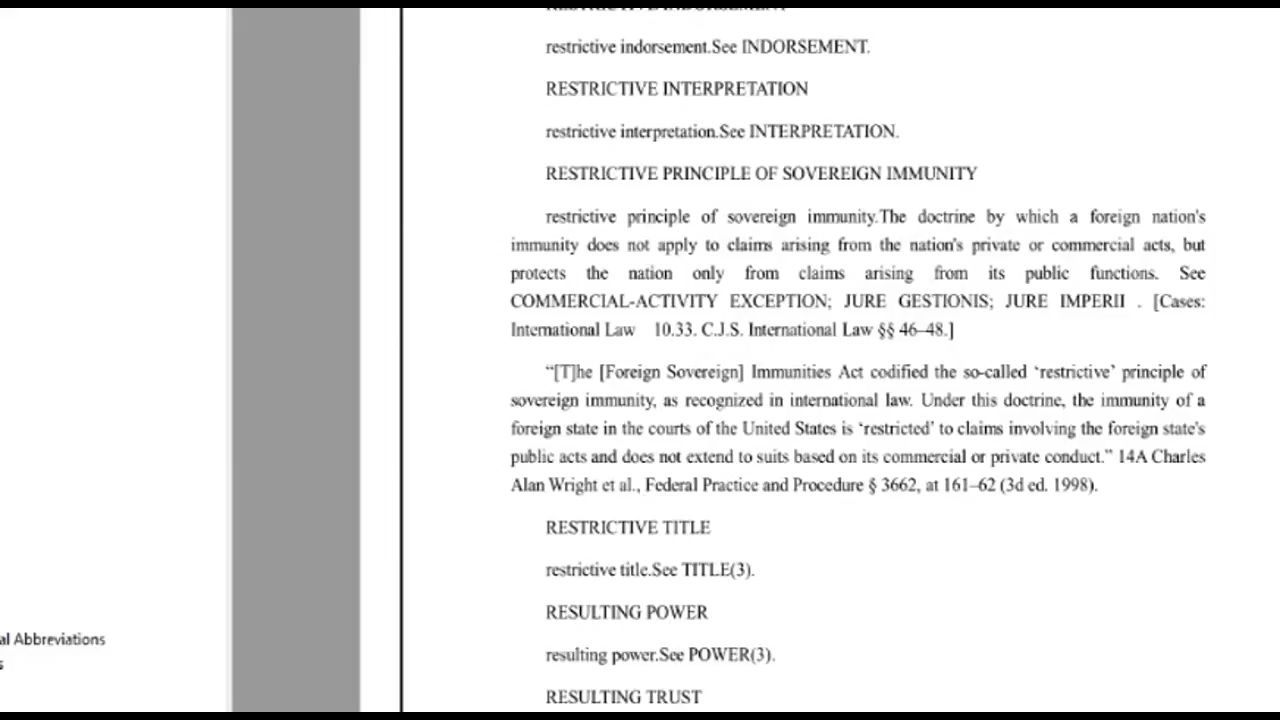 RESTRICTIVE INDORSEMENT
restrictive indorsement.See INDORSEMENT.
RESTRICTIVE INTERPRETATION
restrictive interpretation.See INTERPRETATION.
RESTRICTIVE PRINCIPLE OF SOVEREIGN IMMUNITY
restrictive principle of sovereign immunity.The doctrine by which a foreign nation's
immunity does not apply to claims arising from the nation's private or commercial acts, but
protects the nation only from claims arising from its public functions. See
COMMERCIAL-ACTIVITY EXCEPTION; JURE GESTIONIS; JURE IMPERII . [Cases:
International Law 10.33. C.J.S. International Law §§ 46–48.]
“[T]he [Foreign Sovereign] Immunities Act codified the so-called ‘restrictive’ principle of
sovereign immunity, as recognized in international law. Under this doctrine, the immunity of a
foreign state in the courts of the United States is ‘restricted’ to claims involving the foreign state's
public acts and does not extend to suits based on its commercial or private conduct.” 14A Charles
Alan Wright et al., Federal Practice and Procedure § 3662, at 161–62 (3d ed. 1998).
RESTRICTIVE TITLE
restrictive title.See TITLE(3).
RESULTING POWER
resulting power.See POWER(3).
RESULTING TRUST
al Abbreviations
s